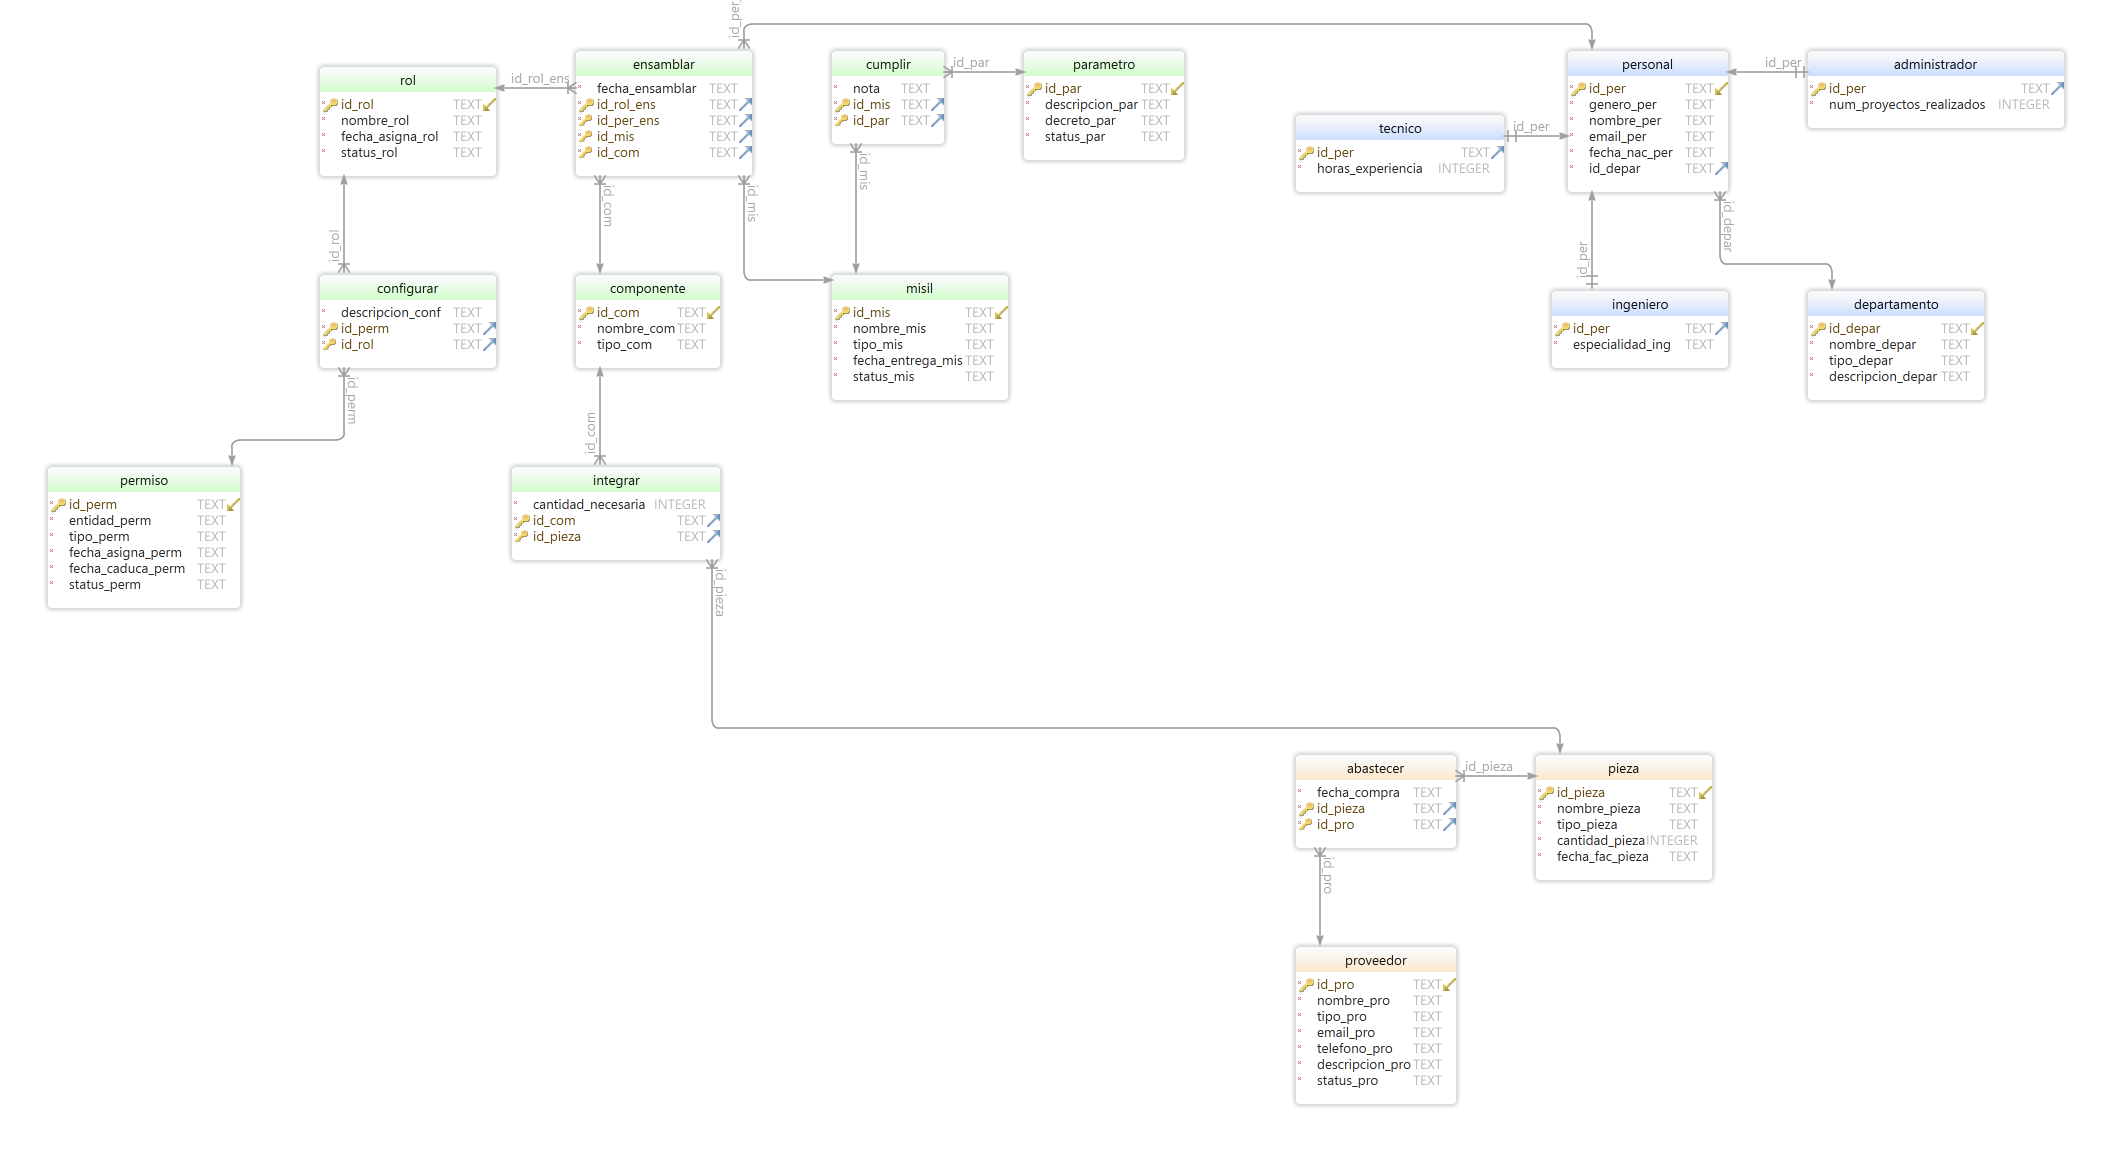 id_per
rol
id_rol TEXT
nombre_rol TEXT
fecha_asigna_rol TEXT
status_rol TEXT
id_rol_ens
ensamblar
fecha_ensamblar TEXT
id_rol_ens TEXT
id_per_ens TEXT
id_mis TEXT
id_com TEXT
cumplir
nota TEXT
id_mis TEXT
id_par TEXT
id_par
parametro
id_par TEXT
descripcion_par TEXT
decreto_par TEXT
status_par TEXT
tecnico
id_per TEXT
horas_experiencia INTEGER
id_per
personal
id_per TEXT
genero_per TEXT
nombre_per TEXT
email_per TEXT
fecha_nac_per TEXT
id_depar TEXT
id_per
administrador
id_per TEXT
num_proyectos_realizados INTEGER
id_rol
id_com
id_mis
id_mis
id_per
id_depar
configurar
descripcion_conf TEXT
id_perm TEXT
id_rol TEXT
componente
id_com TEXT
nombre_com TEXT
tipo_com TEXT
misil
id_mis TEXT
nombre_mis TEXT
tipo_mis TEXT
fecha_entrega_mis TEXT
status_mis TEXT
ingeniero
id_per TEXT
especialidad_ing TEXT
departamento
id_depar TEXT
nombre_depar TEXT
tipo_depar TEXT
descripcion_depar TEXT
id_perm
id_com
permiso
id_perm TEXT
entidad_perm TEXT
tipo_perm TEXT
fecha_asigna_perm TEXT
fecha_caduca_perm TEXT
status_perm TEXT
integrar
cantidad_necesaria INTEGER
id_com TEXT
id_pieza TEXT
id_pieza
abastecer
fecha_compra TEXT
id_pieza TEXT
id_pro TEXT
id_pieza
pieza
id_pieza TEXT
nombre_pieza TEXT
tipo_pieza TEXT
cantidad_pieza INTEGER
fecha_fac_pieza TEXT
id_pro
proveedor
id_pro TEXT
nombre_pro TEXT
tipo_pro TEXT
email_pro TEXT
telefono_pro TEXT
descripcion_pro TEXT
status_pro TEXT